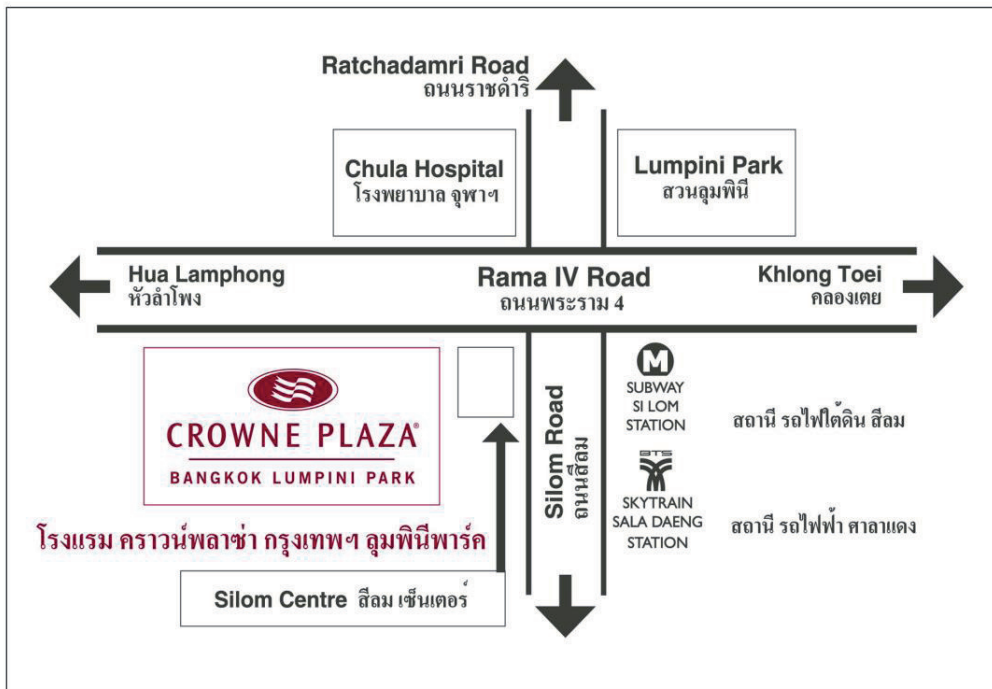 Ratchadamri Road
ถนนราชดำริ
Chula Hospital
โรงพยาบาล จุฬาฯ
Lumpini Park
สวนลุมพินี
Hua Lamphong
หัวลำโพง
Rama IV Road
ถนนพระราม 4
Khlong Toei
คลองเตย
CROWNE PLAZA®
BANGKOK LUMPINI PARK
โรงแรม คราวน์พลาซ่า กรุงเทพฯ ลุมพินีพาร์ค
Silom Centre สีลม เซ็นเตอร์
Silom Road
ถนนสีลม
M
SUBWAY
SI LOM
STATION
สถานี รถไฟใต้ดิน สีลม
BTS
SKYTRAIN
SALA DAENG
STATION
สถานี รถไฟฟ้า ศาลาแดง